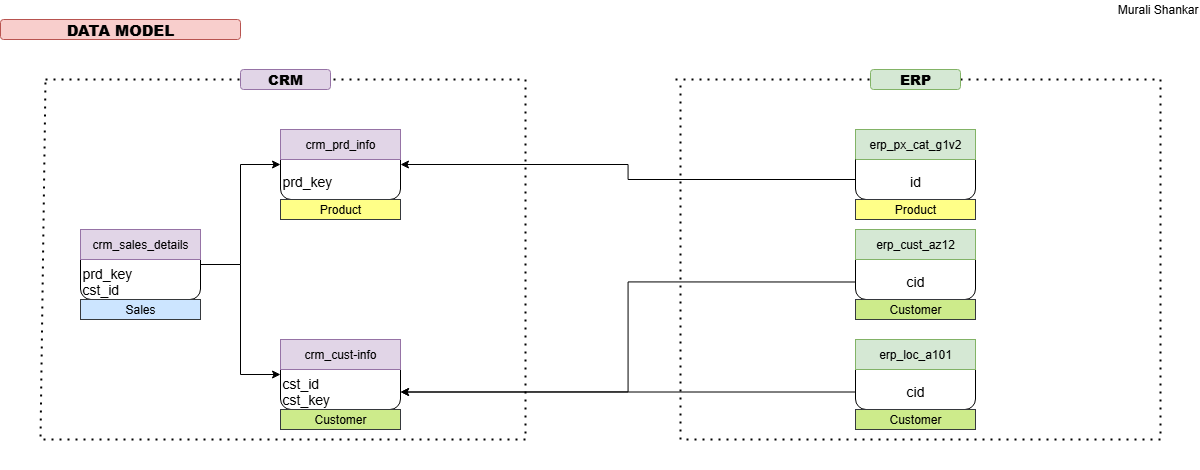 Murali Shankar
DATA MODEL
CRM
ERP
crm_prd_info
prd_key
Product
erp_px_cat_g1v2
id
Product
crm_sales_details
prd_key
cst_id
Sales
erp_cust_az12
cid
Customer
crm_cust-info
cst_id
cst_key
Customer
erp_loc_a101
cid
Customer